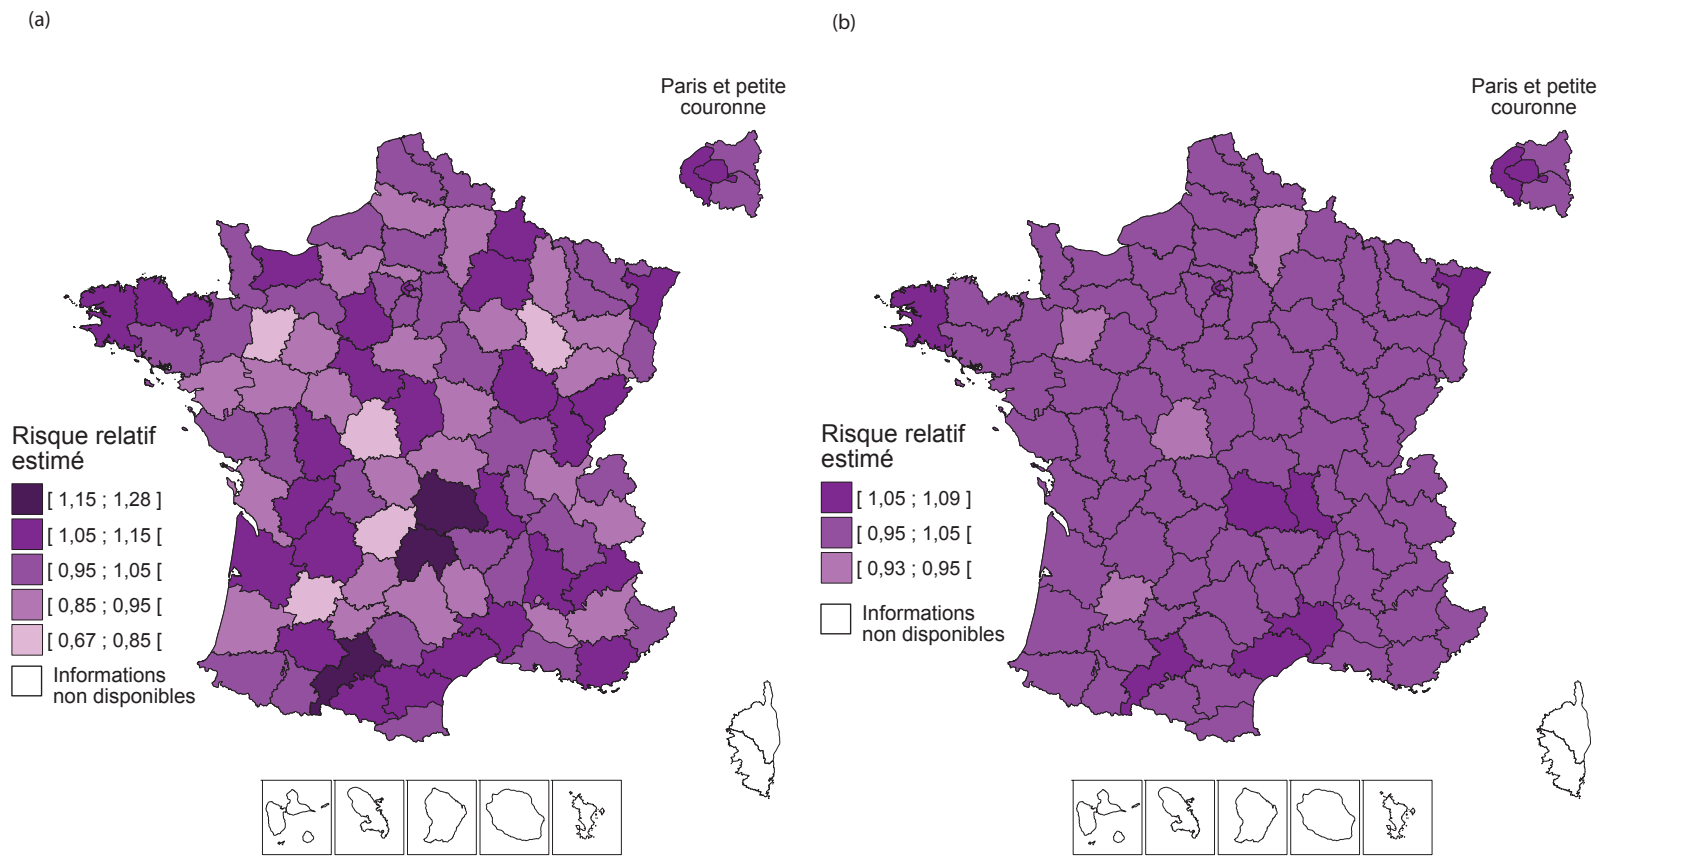 (a)
Paris et petite
couronne
Risque relatif
estimé
[ 1,15 ; 1,28 ]
[ 1,05 ; 1,15 [
[ 0,95 ; 1,05 [
[ 0,85 ; 0,95 [
[ 0,67 ; 0,85 [
Informations
non disponibles
(b)
Paris et petite
couronne
Risque relatif
estimé
[ 1,05 ; 1,09 ]
[ 0,95 ; 1,05 [
[ 0,93 ; 0,95 [
Informations
non disponibles